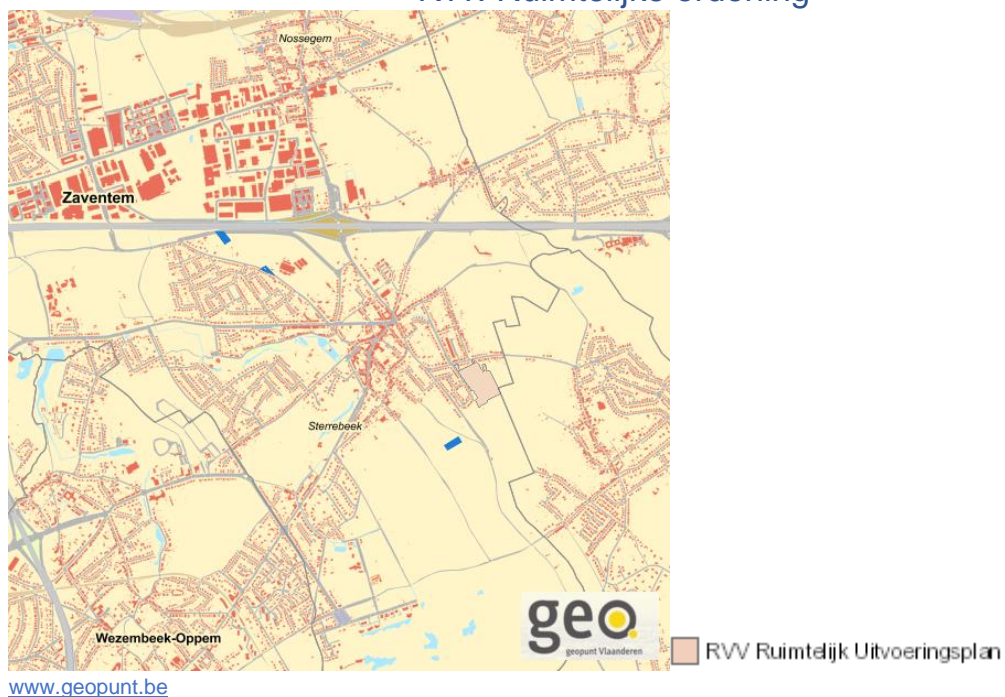 Nossegem
Zaventem
Sterrebeek
Wezembeek-Oppem
geo
geopunt Vlaanderen
RVV Ruimtelijk Uitvoeringsplan
www.geopunt.be